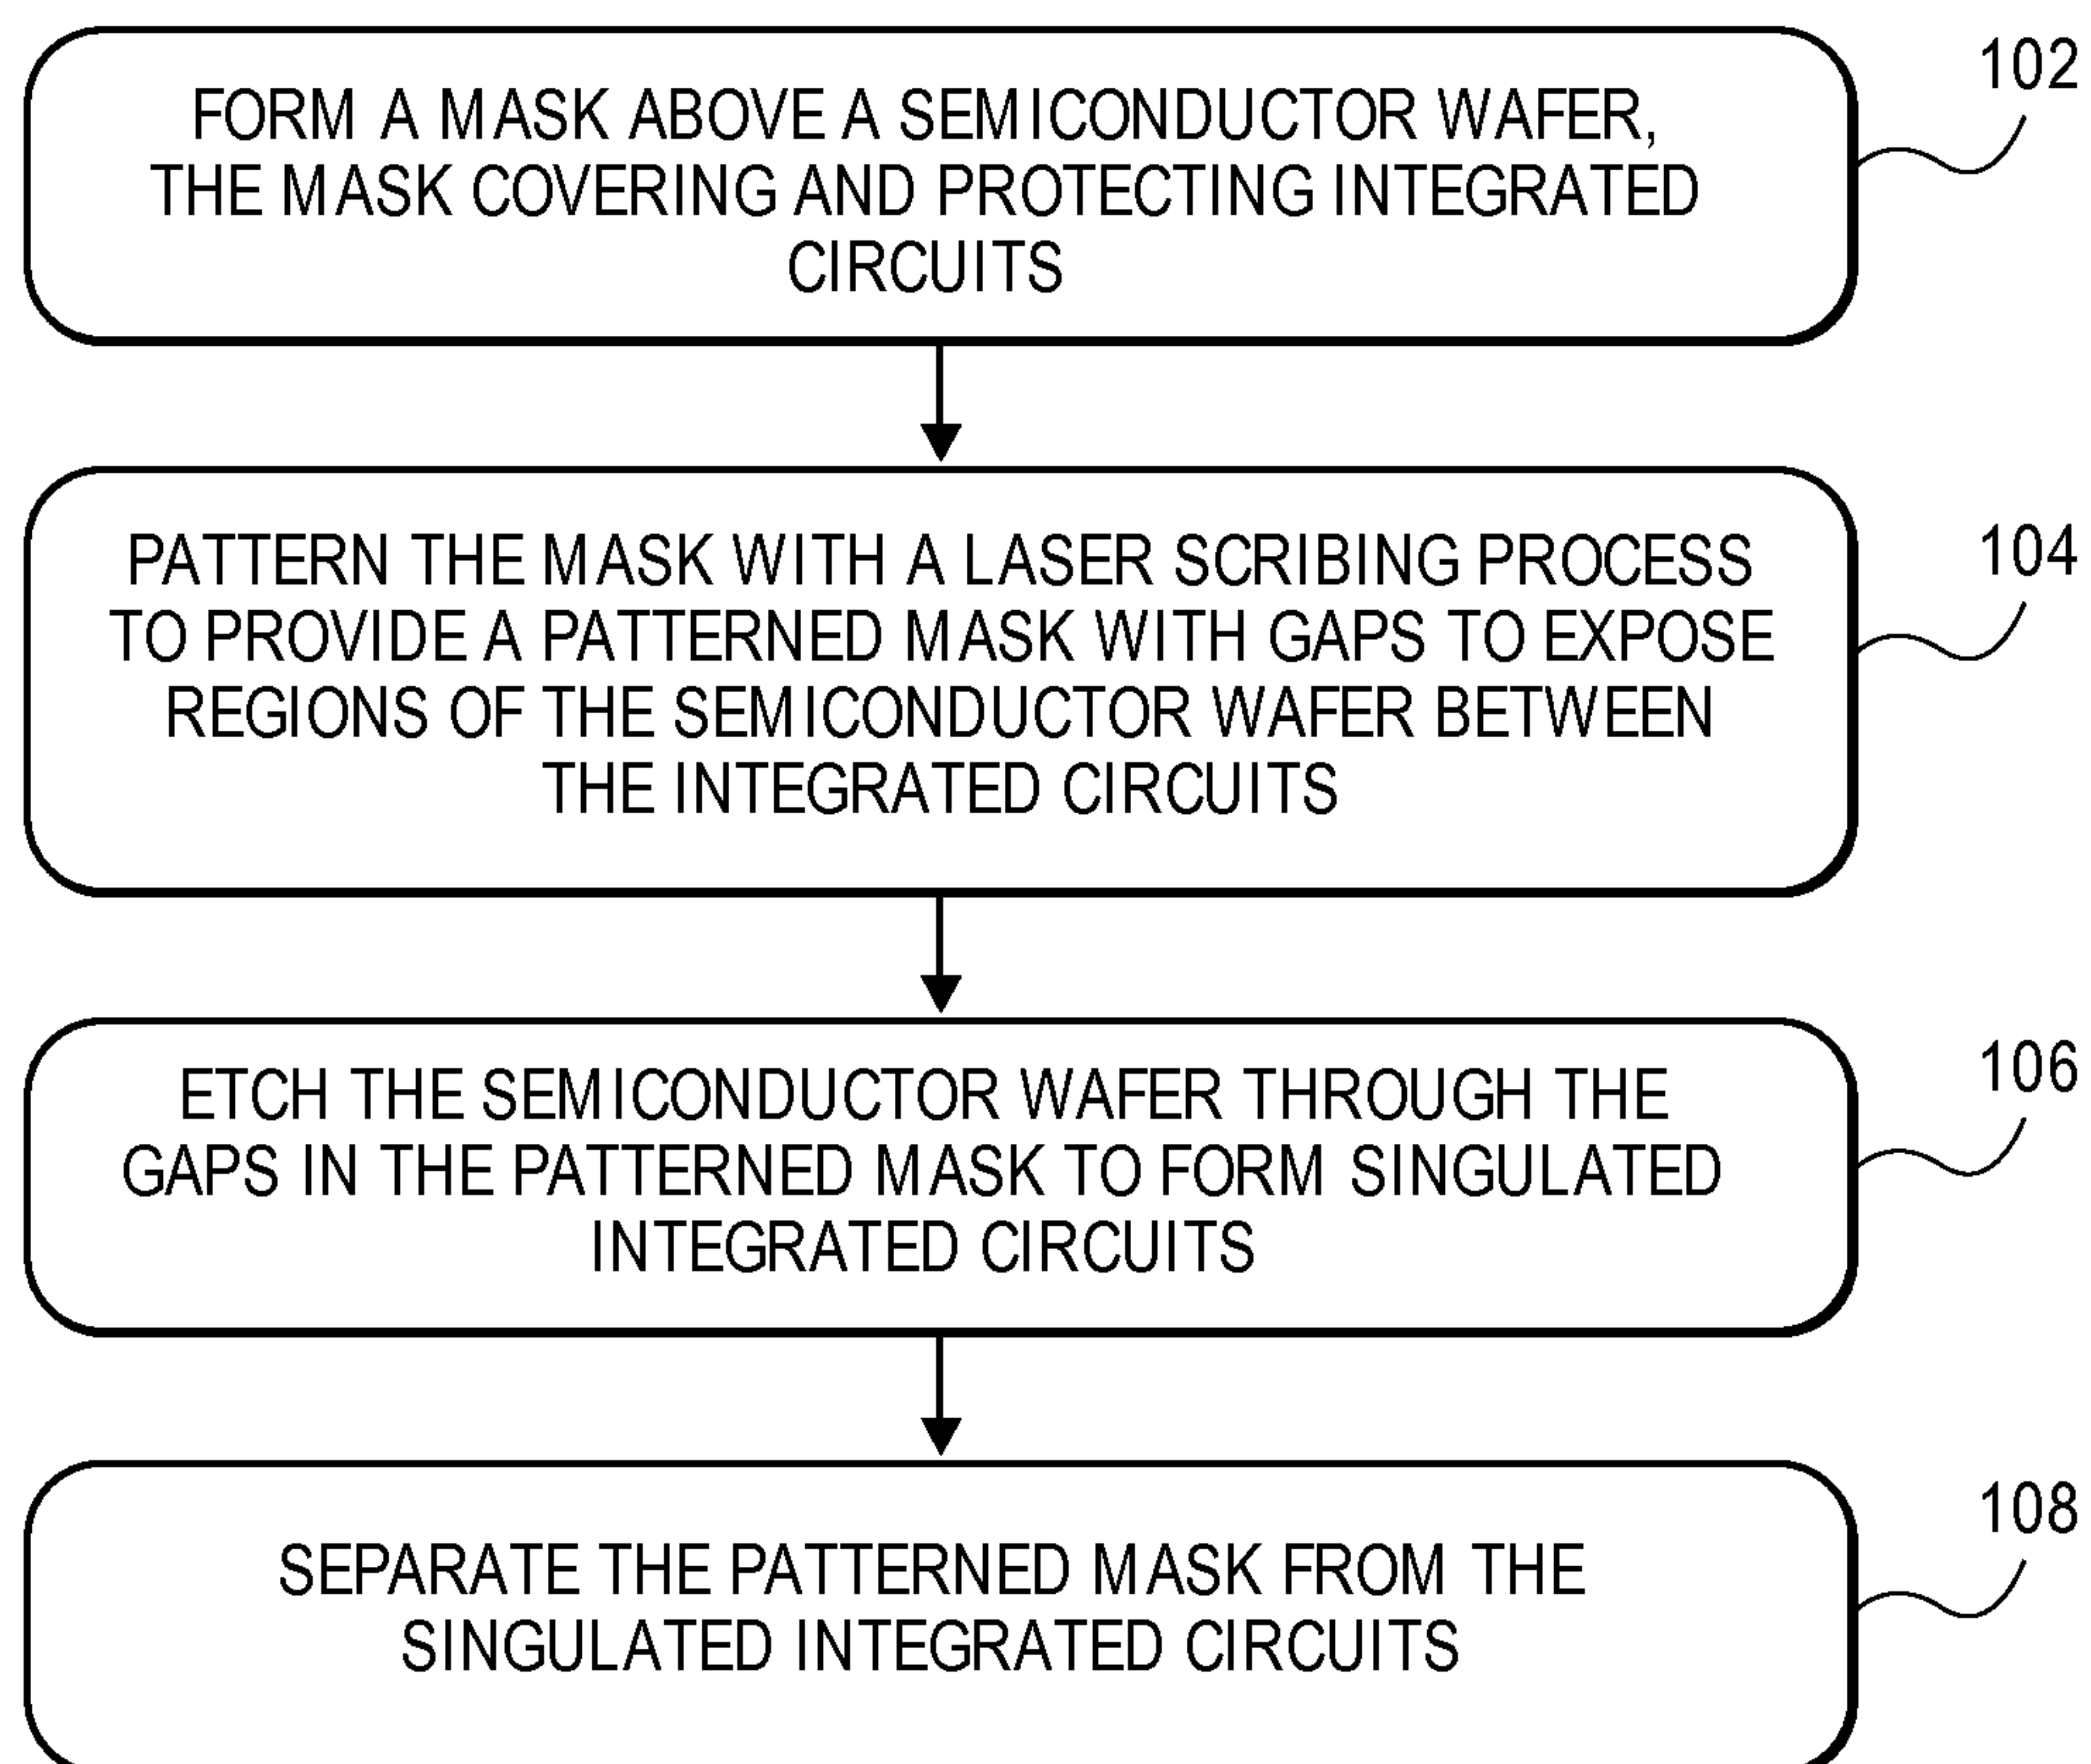 FORM A MASK ABOVE A SEMICONDUCTOR WAFER,
THE MASK COVERING AND PROTECTING INTEGRATED
CIRCUITS
102
PATTERN THE MASK WITH A LASER SCRIBING PROCESS
TO PROVIDE A PATTERNED MASK WITH GAPS TO EXPOSE
REGIONS OF THE SEMICONDUCTOR WAFER BETWEEN
THE INTEGRATED CIRCUITS
104
ETCH THE SEMICONDUCTOR WAFER THROUGH THE
GAPS IN THE PATTERNED MASK TO FORM SINGULATED
INTEGRATED CIRCUITS
106
SEPARATE THE PATTERNED MASK FROM THE
SINGULATED INTEGRATED CIRCUITS
108